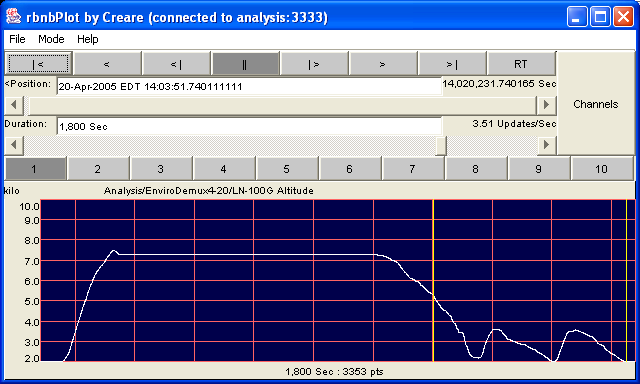 rbnbPlot by Creare (connected to analysis:3333)
File Mode Help
|< < <| || |> > >| RT
<Position: 20-Apr-2005 EDT 14:03:51.740111111 14,020,231.740165 Sec
Channels
Duration: 1,800 Sec 3.51 Updates/Sec
1 2 3 4 5 6 7 8 9 10
kilo Analysis/EnviroDemux4-20/LN-100G Altitude
10.0
9.0
8.0
7.0
6.0
5.0
4.0
3.0
2.0
1,800 Sec : 3353 pts